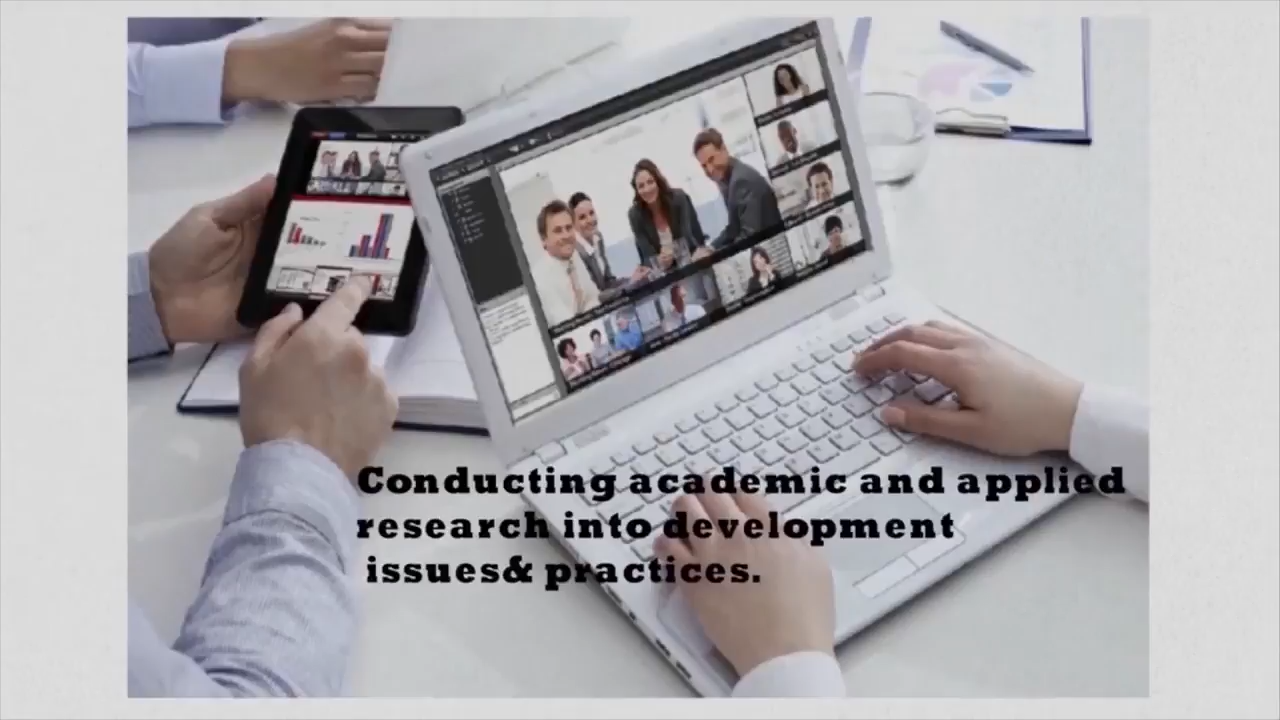 Conducting academic and applied
research into development
issues& practices.